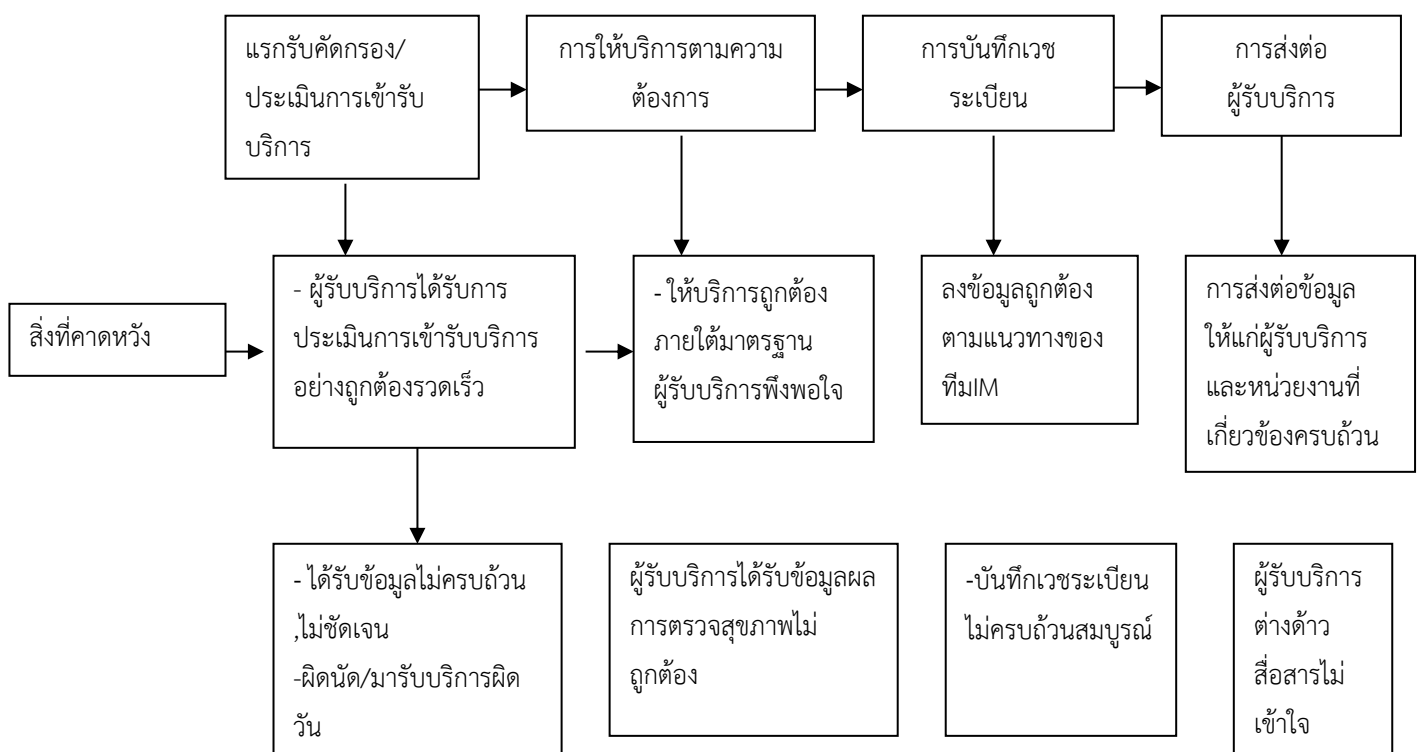 แรกรับคัดกรอง/
ประเมินการเข้ารับ
บริการ
การให้บริการตามความ
ต้องการ
การบันทึกเวช
ระเบียน
การส่งต่อ
ผู้รับบริการ
สิ่งที่คาดหวัง
- ผู้รับบริการได้รับการ
ประเมินการเข้ารับบริการ
อย่างถูกต้องรวดเร็ว
- ให้บริการถูกต้อง
ภายใต้มาตรฐาน
ผู้รับบริการพึงพอใจ
ลงข้อมูลถูกต้อง
ตามแนวทางของ
ทีมIM
การส่งต่อข้อมูล
ให้แก่ผู้รับบริการ
และหน่วยงานที่
เกี่ยวข้องครบถ้วน
- ได้รับข้อมูลไม่ครบถ้วน
,ไม่ชัดเจน
-ผิดนัด/มารับบริการผิด
วัน
ผู้รับบริการได้รับข้อมูลผล
การตรวจสุขภาพไม่
ถูกต้อง
-บันทึกเวชระเบียน
ไม่ครบถ้วนสมบูรณ์
ผู้รับบริการ
ต่างด้าว
สื่อสารไม่
เข้าใจ